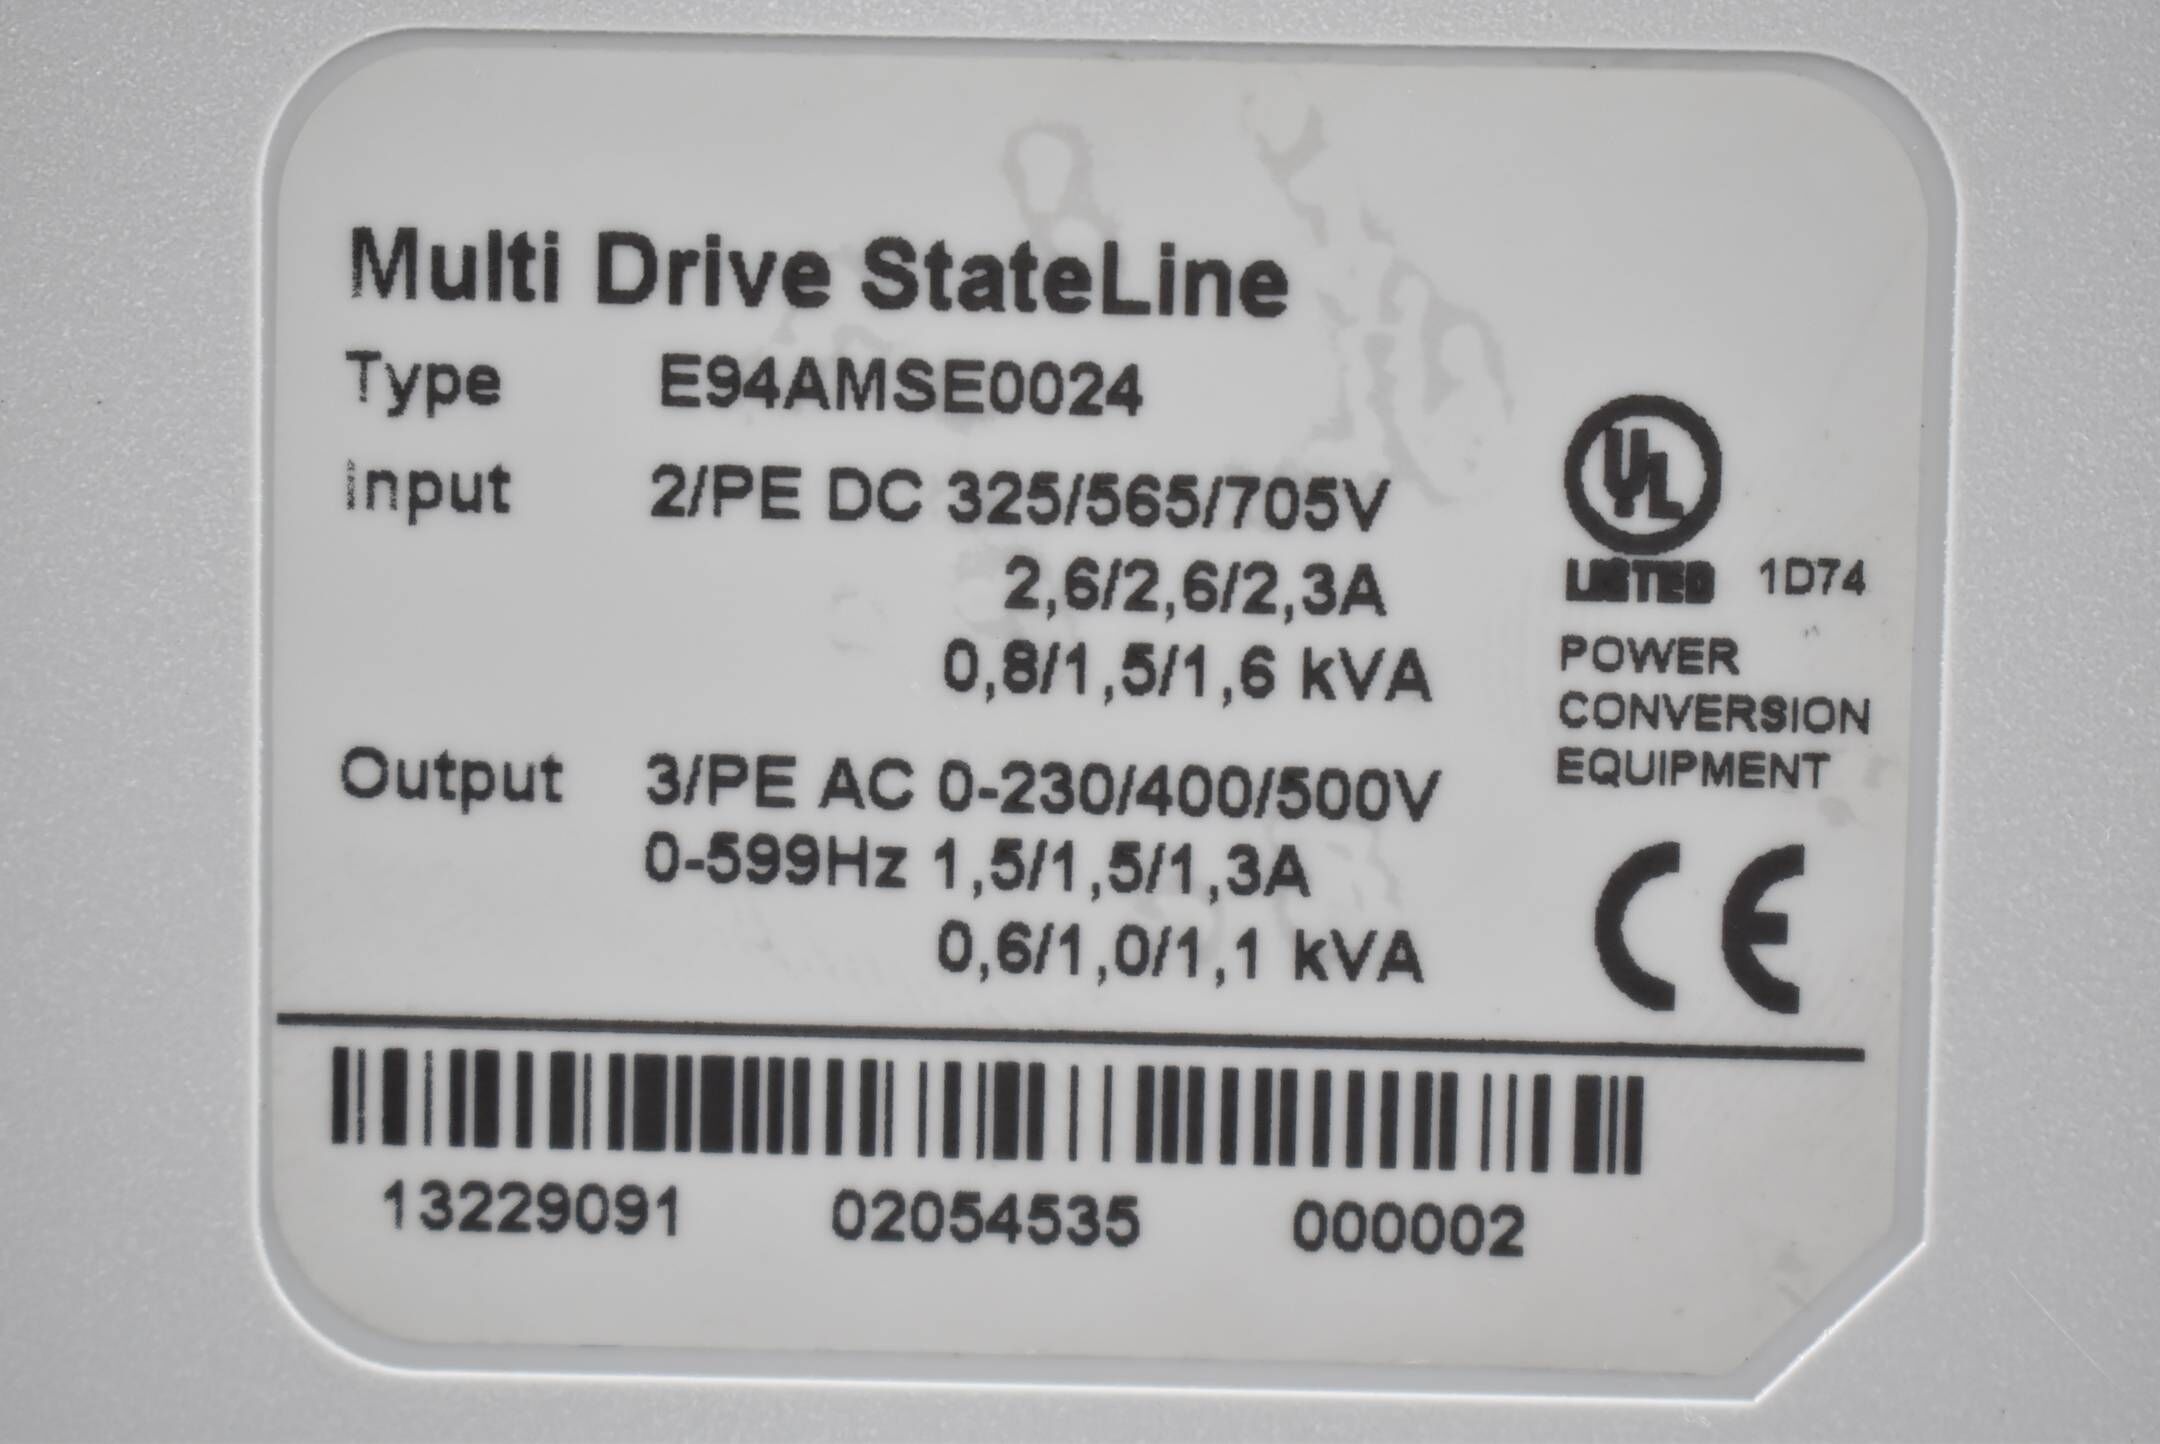 Multi Drive StateLine
Type E94AMSE0024
Input 2/PE DC 325/565/705V
2,6/2,6/2,3A
0,8/1,5/1,6 kVA
Output 3/PE AC 0-230/400/500V
0-599Hz 1,5/1,5/1,3A
0,6/1,0/1,1 kVA
UL
LISTED 1D74
POWER
CONVERSION
EQUIPMENT
CE
13229091 02054535 000002